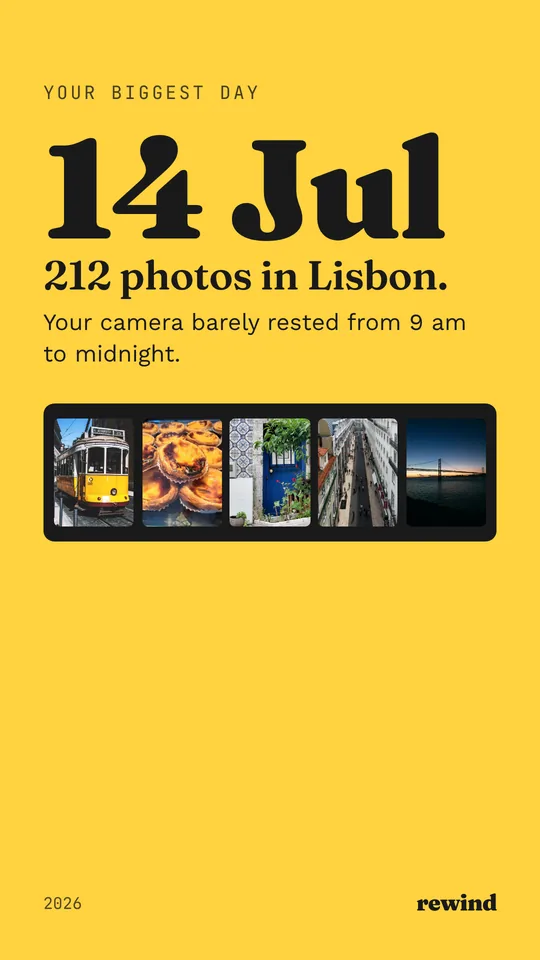 YOUR BIGGEST DAY
14 Jul
212 photos in Lisbon.
Your camera barely rested from 9 am
to midnight.
2026
rewind